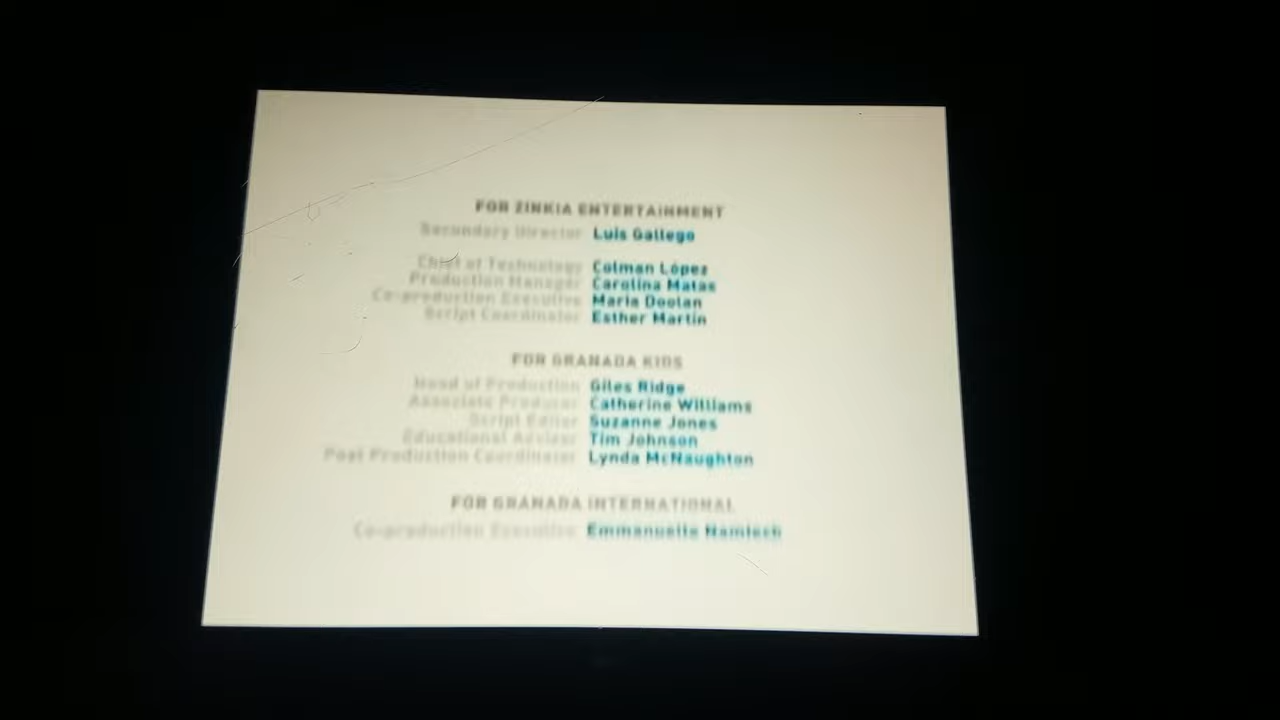 FOR ZINKIA ENTERTAINMENT
Secondary Director Luis Gallego
Chief of Technology Colman López
Production Manager Carolina Matas
Co-production Executive Maria Doolan
Script Coordinator Esther Martin
FOR GRANADA KIDS
Head of Production Giles Ridge
Associate Producer Catherine Williams
Script Editor Suzanne Jones
Educational Advisor Tim Johnson
Post Production Coordinator Lynda McNaughton
FOR GRANADA INTERNATIONAL
Co-production Executive Emmanuelle Namiech